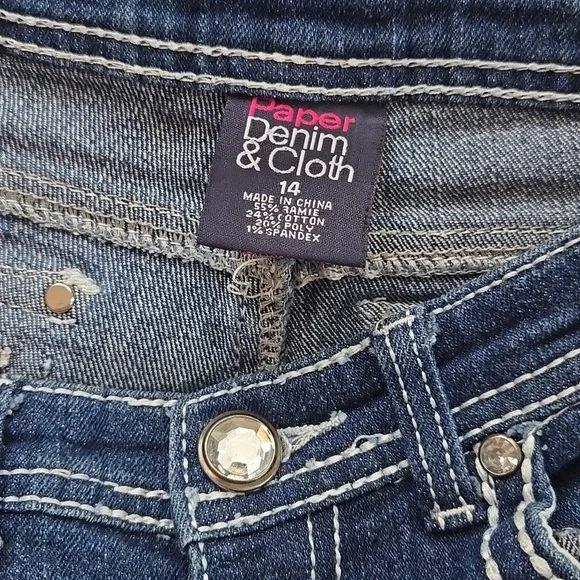 Paper
Denim
& Cloth
14
MADE IN CHINA
55% RAMIE
24% COTTON
20% POLY
1% SPANDEX